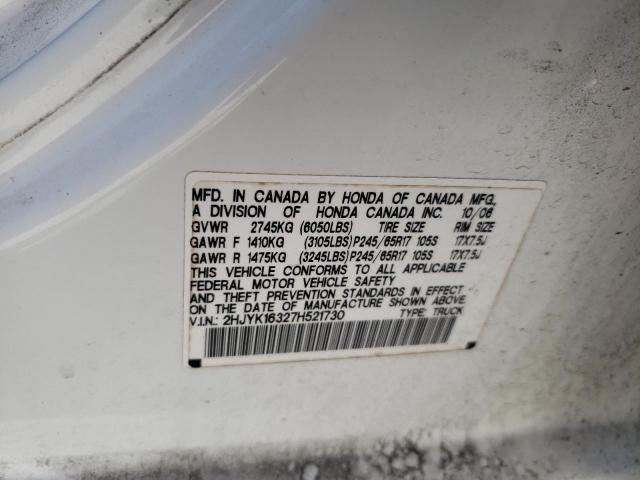 MFD. IN CANADA BY HONDA OF CANADA MFG.,
A DIVISION OF HONDA CANADA INC. 10/06
GVWR 2745KG (6050LBS) TIRE SIZE RIM SIZE
GAWR F 1410KG (3105LBS)P245/65R17 105S 17X7.5J
GAWR R 1475KG (3245LBS)P245/65R17 105S 17X7.5J
THIS VEHICLE CONFORMS TO ALL APPLICABLE
FEDERAL MOTOR VEHICLE SAFETY
AND THEFT PREVENTION STANDARDS IN EFFECT
ON THE DATE OF MANUFACTURE SHOWN ABOVE.
V.I.N.: 2HJYK16327H521730 TYPE: TRUCK